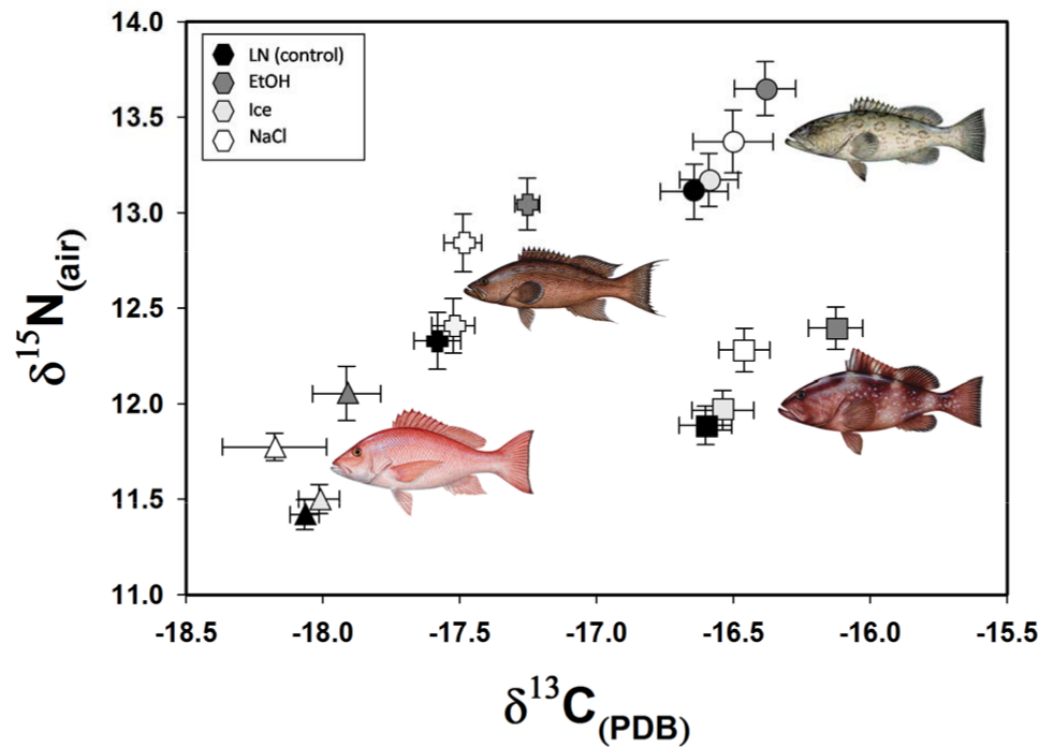 14.0
13.5
13.0
12.5
12.0
11.5
11.0
δ15N(air)
LN (control)
EtOH
Ice
NaCl
-18.5 -18.0 -17.5 -17.0 -16.5 -16.0 -15.5
δ13C(PDB)